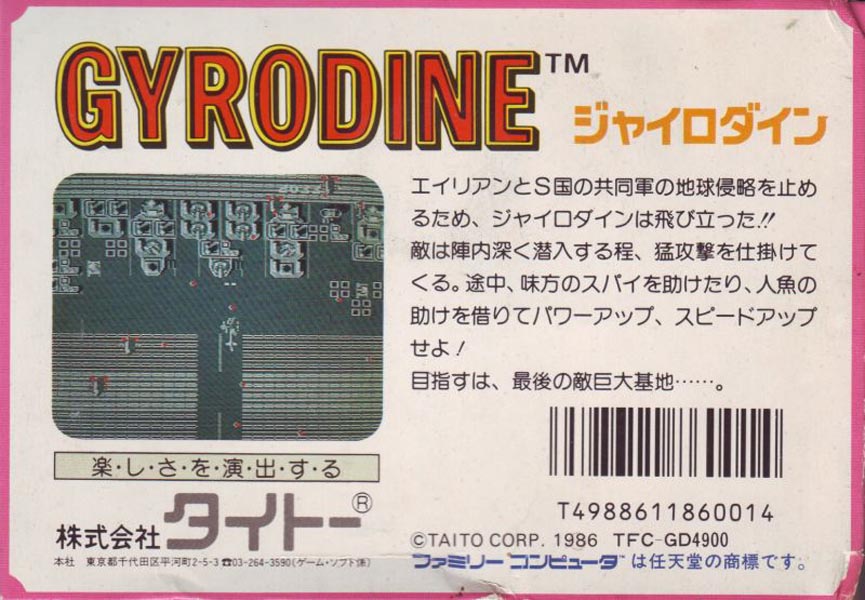 GYRODINE™
ジャイロダイン
エイリアンとS国の共同軍の地球侵略を止め
るため、ジャイロダインは飛び立った!!
敵は陣内深く潜入する程、猛攻撃を仕掛けて
くる。途中、味方のスパイを助けたり、人魚の
助けを借りてパワーアップ、スピードアップ
せよ!
目指すは、最後の敵巨大基地……。
楽・し・さ・を・演・出・す・る
株式会社 タイトー®
本社 東京都千代田区平河町2-5-3 ☎03-264-3590(ゲーム・ソフト係)
T4988611860014
©TAITO CORP. 1986 TFC-GD4900
ファミリーコンピュータ™は任天堂の商標です。